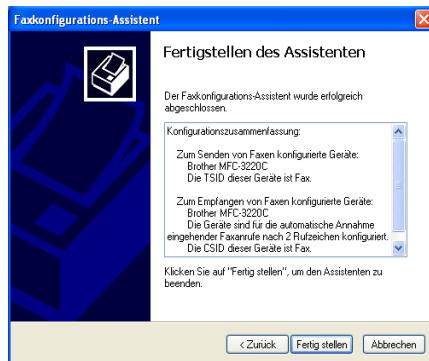 Faxkonfigurations-Assistent
Fertigstellen des Assistenten
Der Faxkonfigurations-Assistent wurde erfolgreich
abgeschlossen.
Konfigurationszusammenfassung:
Zum Senden von Faxen konfigurierte Geräte:
Brother MFC-3220C
Die TSID dieser Geräte ist Fax.
Zum Empfangen von Faxen konfigurierte Geräte:
Brother MFC-3220C
Die Geräte sind für die automatische Annahme
eingehender Faxanrufe nach 2 Rufzeichen konfiguriert.
Die CSID dieser Geräte ist Fax.
Klicken Sie auf "Fertig stellen", um den Assistenten zu
beenden.
< Zurück Fertig stellen Abbrechen